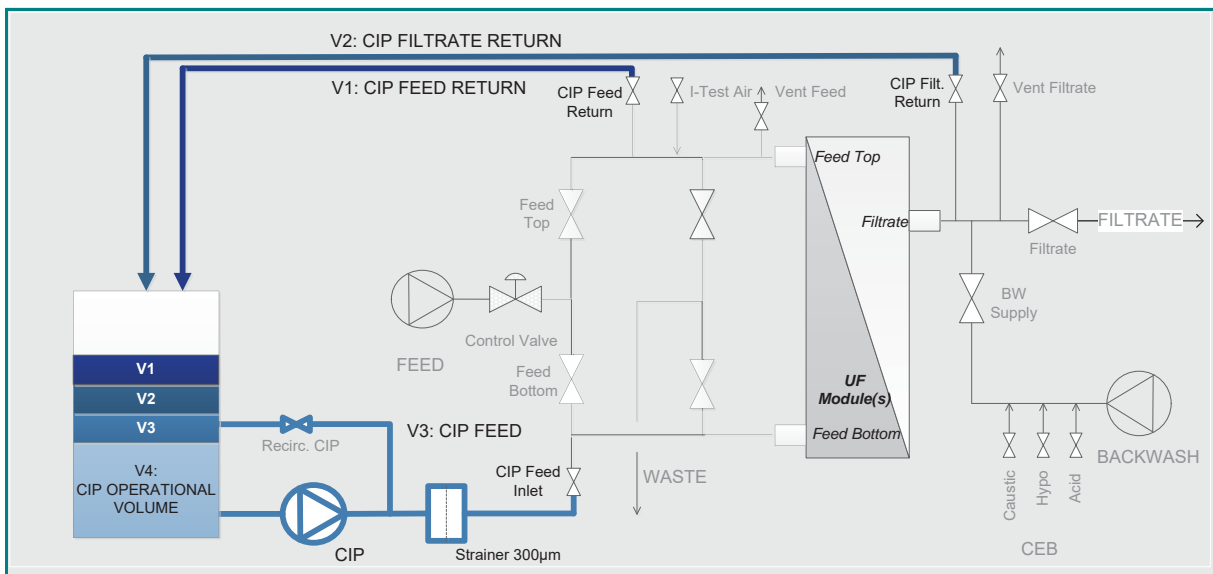 V2: CIP FILTRATE RETURN
V1: CIP FEED RETURN
CIP Feed
Return
I-Test Air
Vent Feed
CIP Filt.
Return
Vent Filtrate
Feed Top
Feed
Top
Filtrate
FILTRATE
Filtrate
BW
Supply
Control Valve
FEED
Feed
Bottom
UF
Module(s)
Feed Bottom
V1
V2
V3
Recirc. CIP
V3: CIP FEED
V4:
CIP OPERATIONAL
VOLUME
CIP Feed
Inlet
WASTE
BACKWASH
Caustic
Hypo
Acid
CIP
Strainer 300µm
CEB